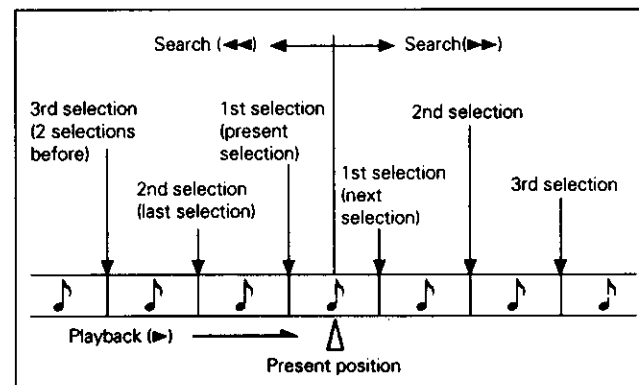 Search (◀◀)
Search(▶▶)
3rd selection
(2 selections
before)
1st selection
(present
selection)
2nd selection
2nd selection
(last selection)
1st selection
(next
selection)
3rd selection
Playback (▶)
Present position